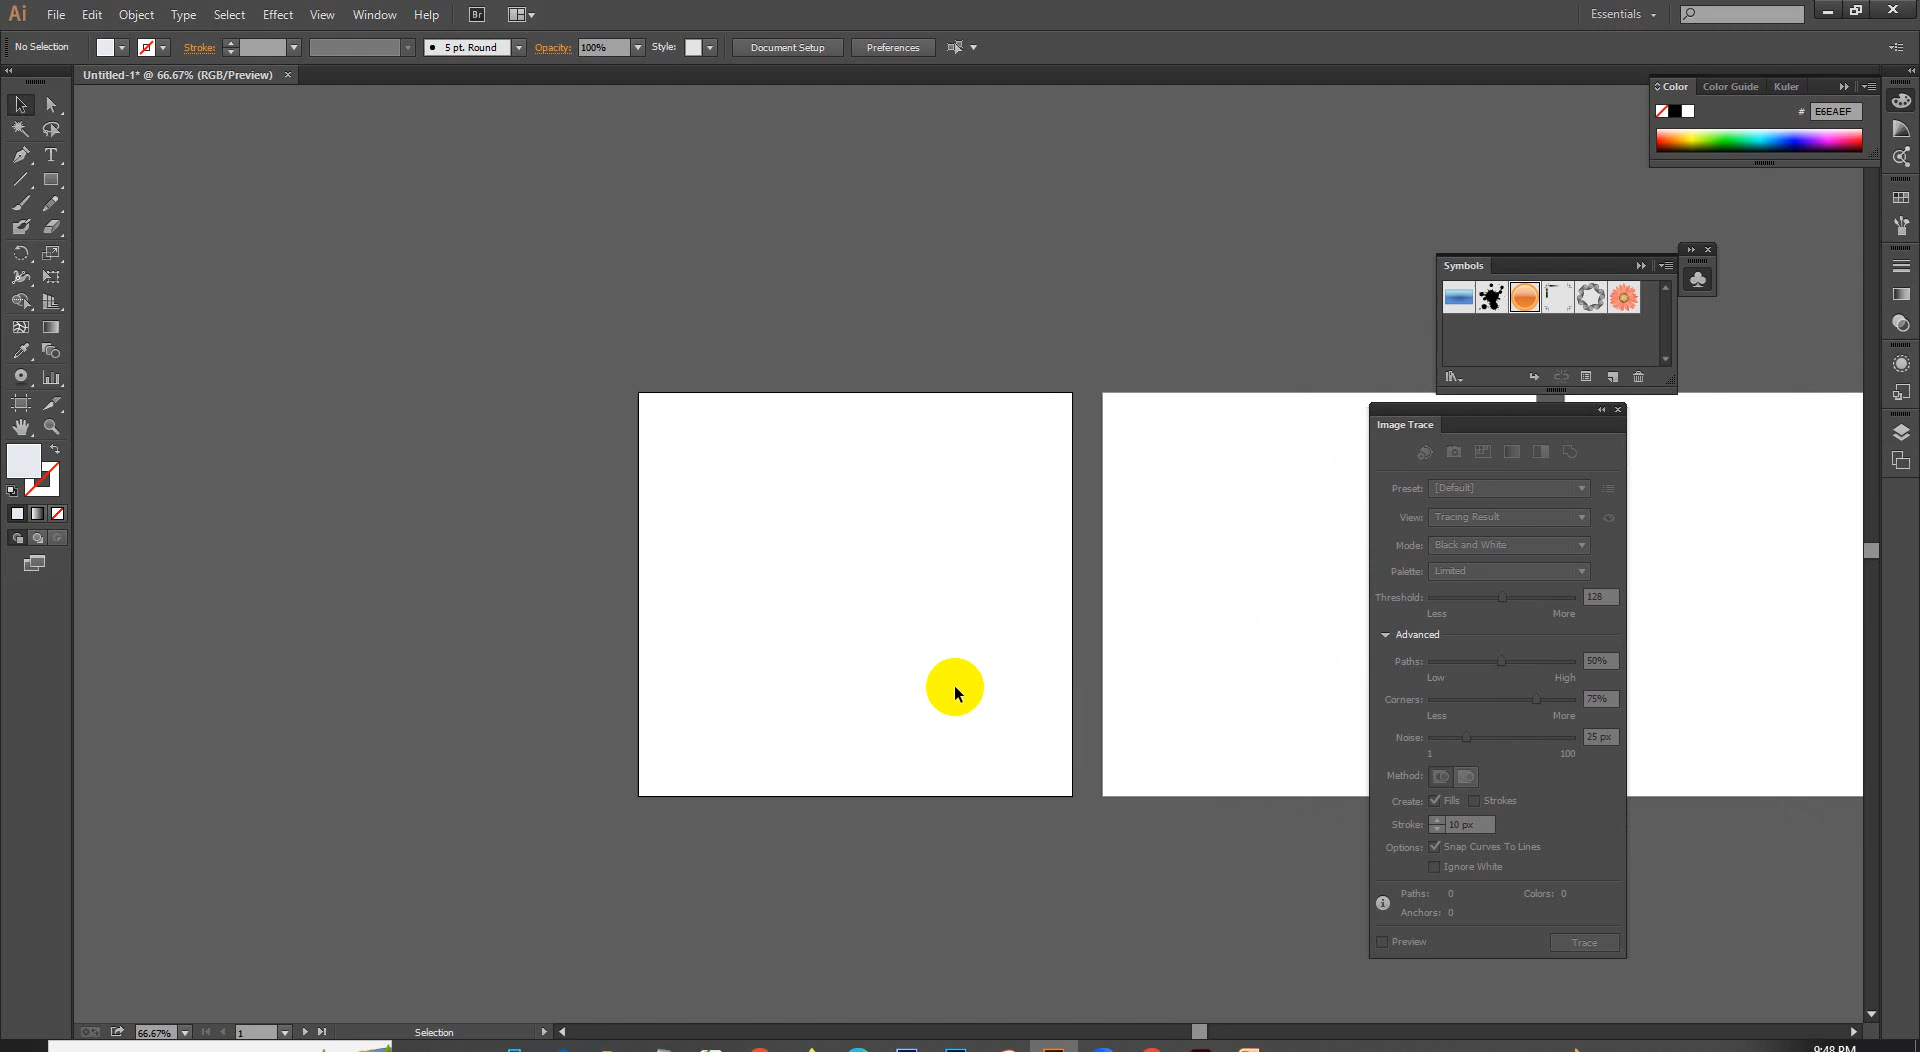 Ai File Edit Object Type Select Effect View Window Help Br Essentials
No Selection Stroke: 5 pt. Round Opacity: 100% Style: Document Setup Preferences
Untitled-1* @ 66.67% (RGB/Preview)
Color Color Guide Kuler
# E6EAEF
T
Symbols
Image Trace
Preset: [Default]
View: Tracing Result
Mode: Black and White
Palette: Limited
Threshold: 128
Less More
Advanced
Paths: 50%
Low High
Corners: 75%
Less More
Noise: 25 px
1 100
Method:
Create: Fills Strokes
Stroke: 10 px
Options: Snap Curves To Lines
Ignore White
Paths: 0 Colors: 0
Anchors: 0
Preview Trace
66.67% 1 Selection
9:48 PM